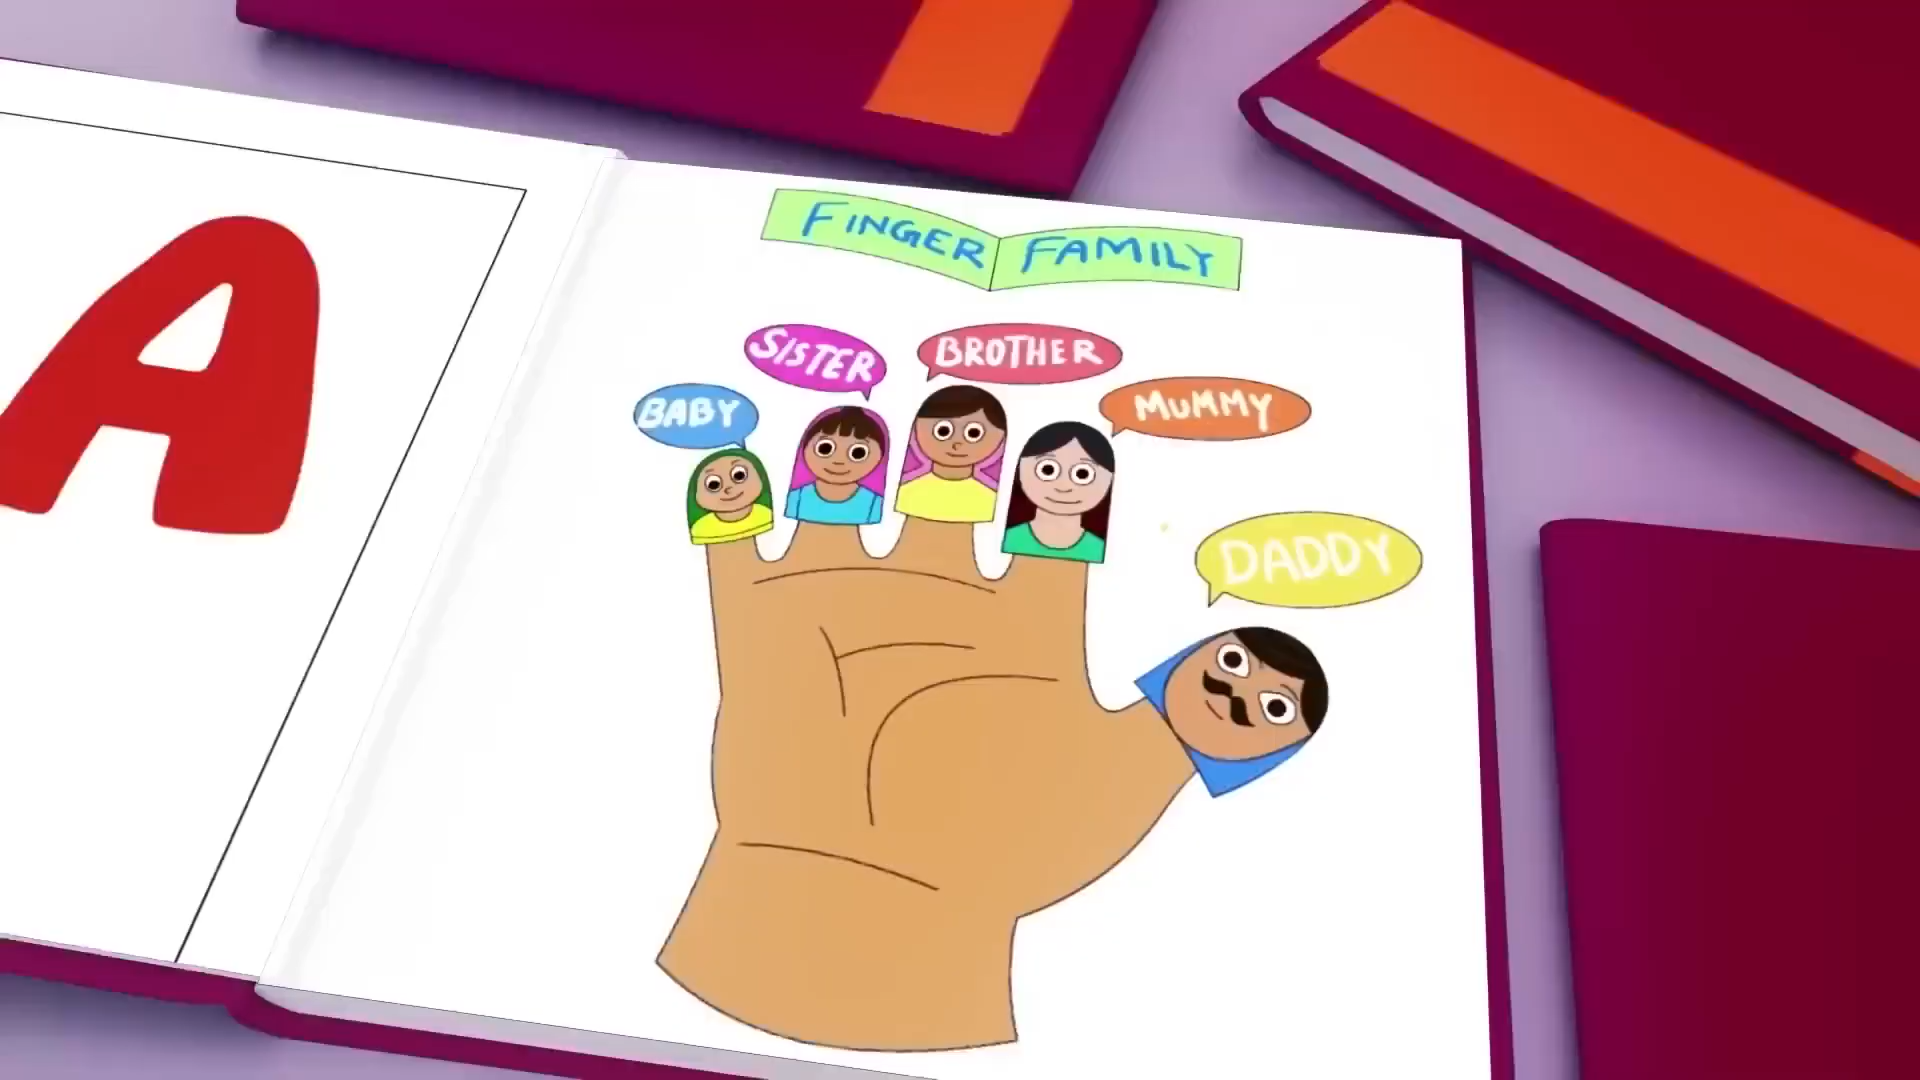 A
FINGER FAMILY
SISTER
BROTHER
BABY
MUMMY
DADDY